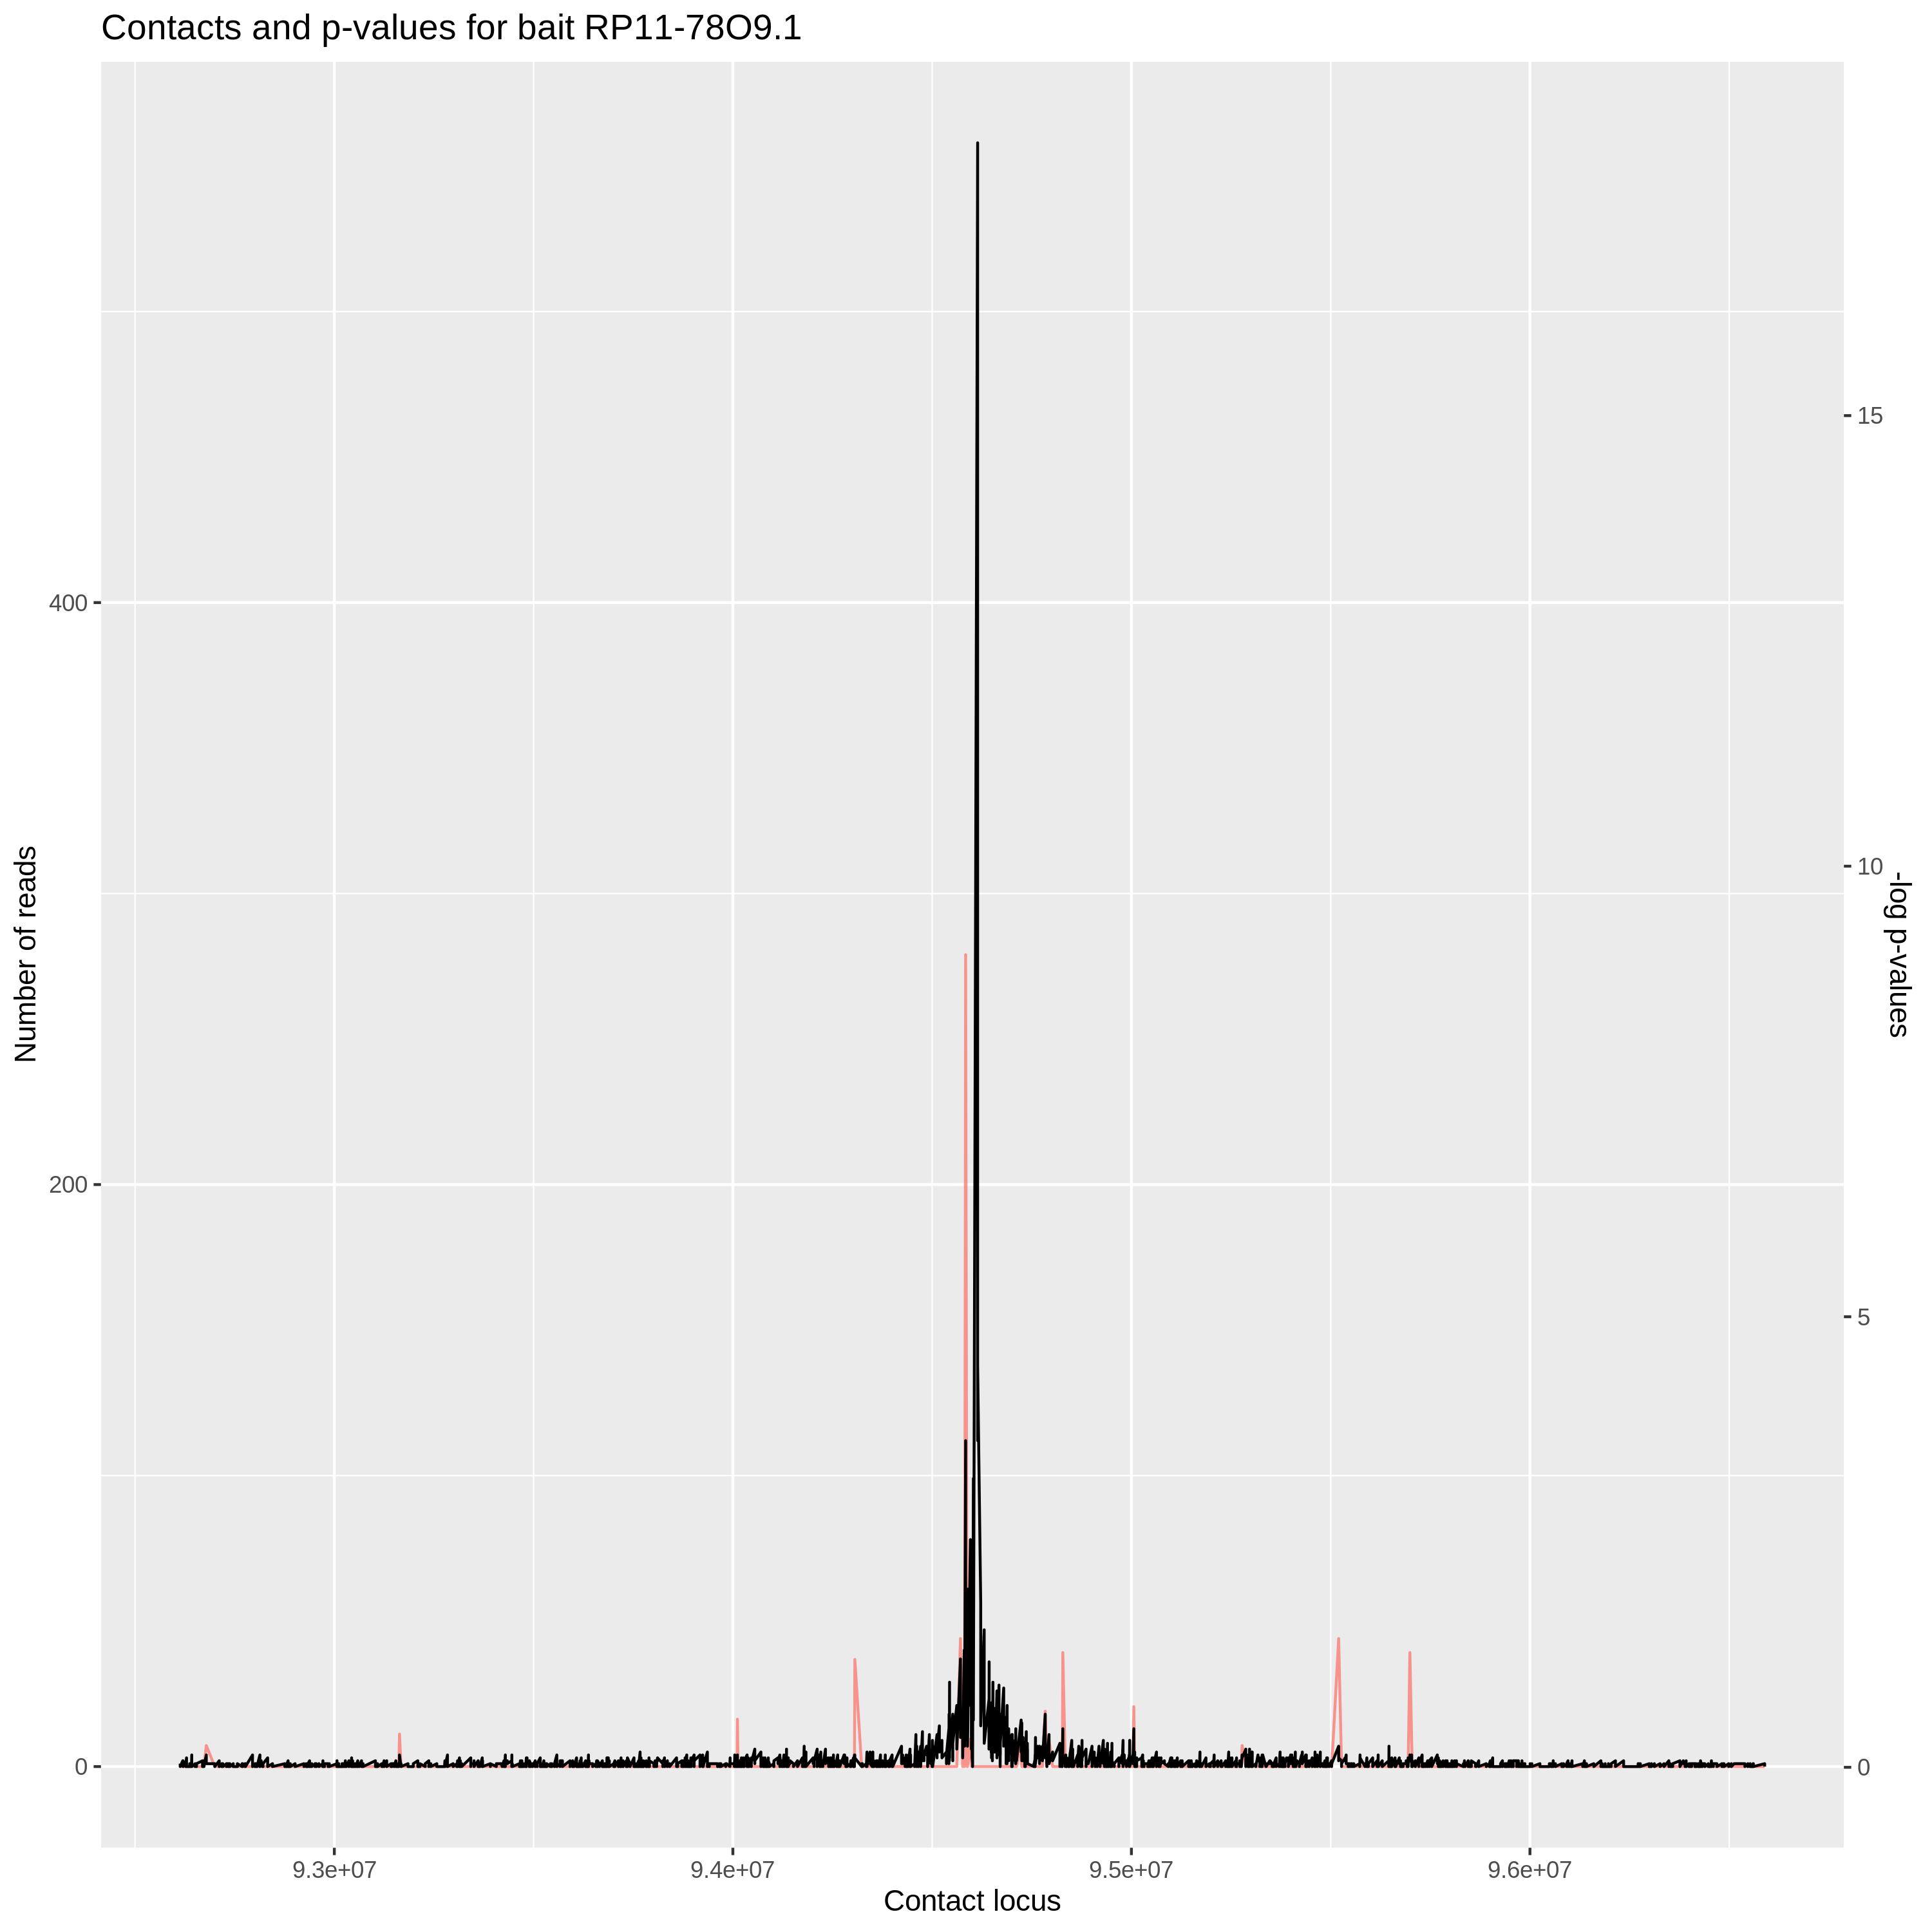 Contacts and p-values for bait RP11-78O9.1
Number of reads
400
200
0
15
10
5
0
-log p-values
9.3e+07
9.4e+07
9.5e+07
9.6e+07
Contact locus